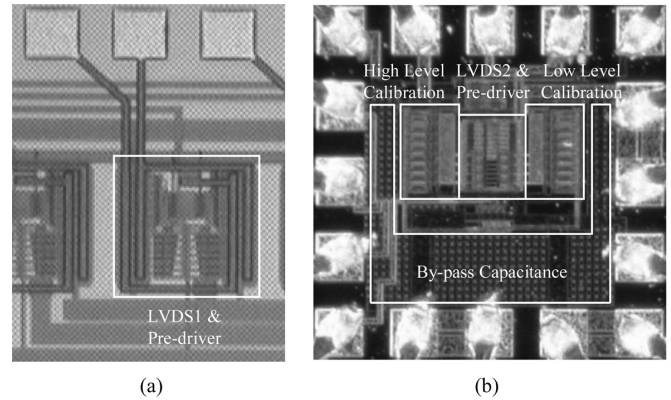 High Level
Calibration
LVDS2 &
Pre-driver
Low Level
Calibration
By-pass Capacitance
LVDS1 &
Pre-driver
(a)
(b)